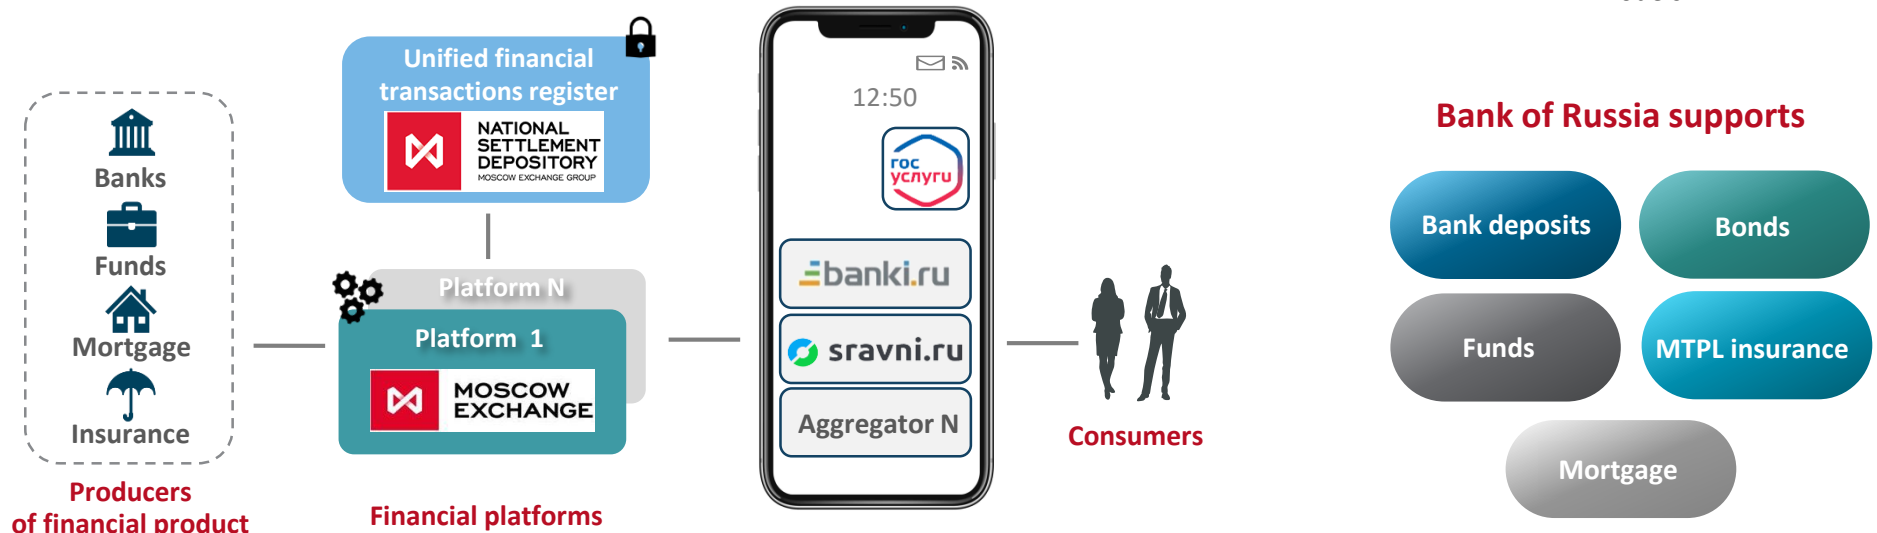 Banks
Funds
Mortgage
Insurance
Producers
of financial product
Unified financial
transactions register
NATIONAL
SETTLEMENT
DEPOSITORY
MOSCOW EXCHANGE GROUP
Platform N
Platform 1
MOSCOW
EXCHANGE
Financial platforms
12:50
гос
услуги
banki.ru
sravni.ru
Aggregator N
Consumers
Bank of Russia supports
Bank deposits
Bonds
Funds
MTPL insurance
Mortgage